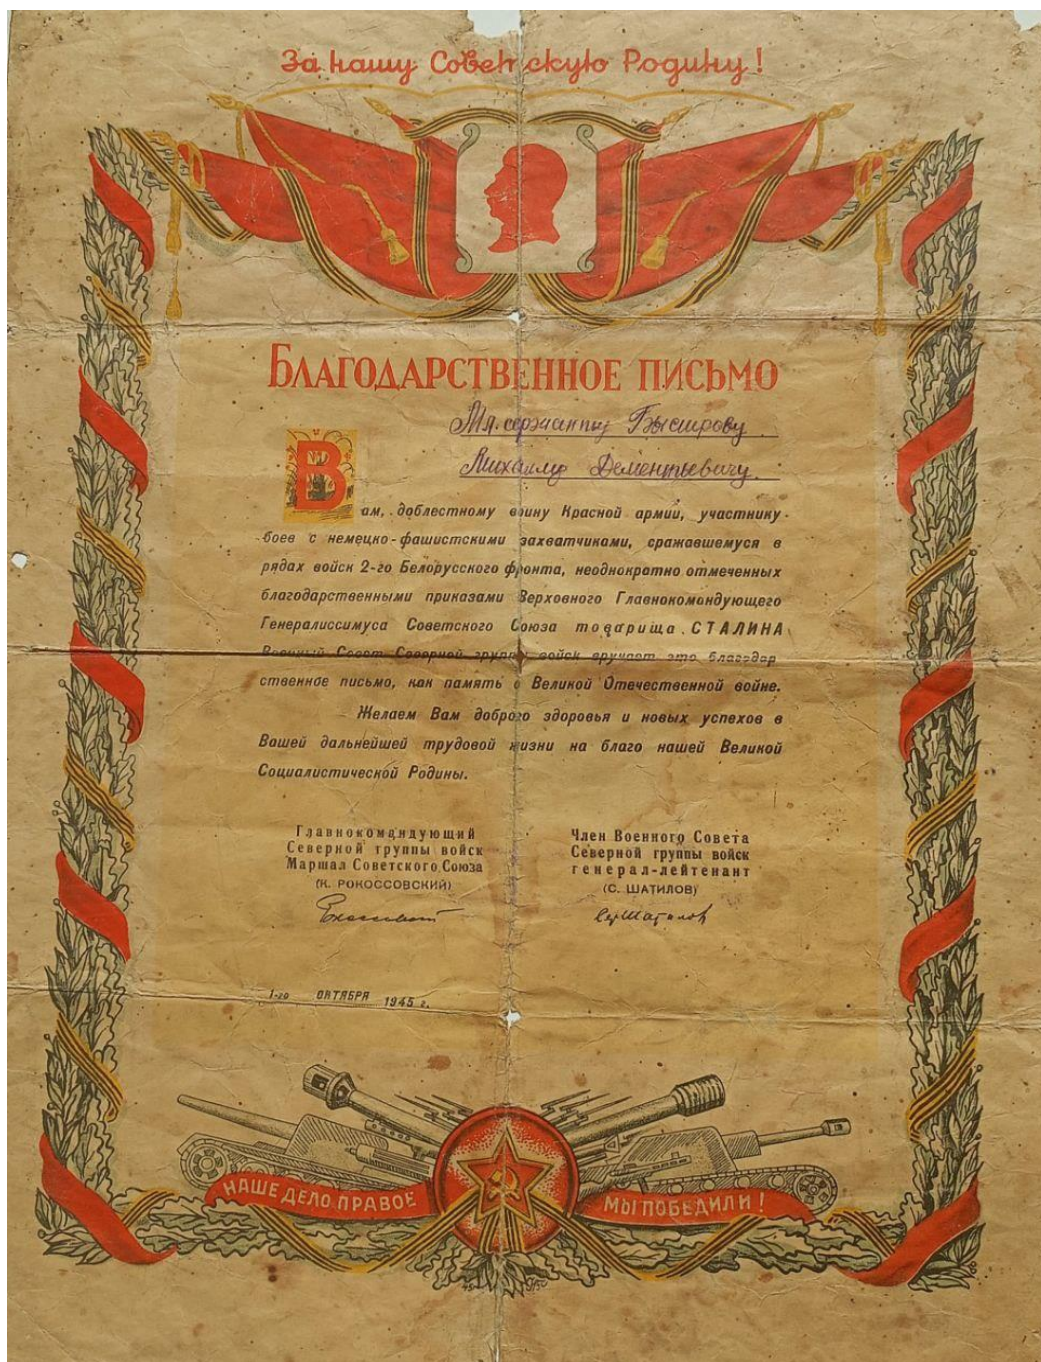 За нашу Советскую Родину!
БЛАГОДАРСТВЕННОЕ ПИСЬМО
Мл. сержанту Быстрову
Михаилу Дементьевичу.
Вам, доблестному воину Красной армии, участнику
боев с немецко-фашистскими захватчиками, сражавшемуся в
рядах войск 2-го Белорусского фронта, неоднократно отмеченных
благодарственными приказами Верховного Главнокомандующего
Генералиссимуса Советского Союза товарища СТАЛИНА
Военный Совет Северной группы войск вручает это благодар
ственное письмо, как память о Великой Отечественной войне.
Желаем Вам доброго здоровья и новых успехов в
Вашей дальнейшей трудовой жизни на благо нашей Великой
Социалистической Родины.
Главнокомандующий
Северной группы войск
Маршал Советского Союза
(К. РОКОССОВСКИЙ)
Член Военного Совета
Северной группы войск
генерал-лейтенант
(С. ШАТИЛОВ)
1-го ОКТЯБРЯ 1945 г.
НАШЕ ДЕЛО ПРАВОЕ
МЫ ПОБЕДИЛИ!